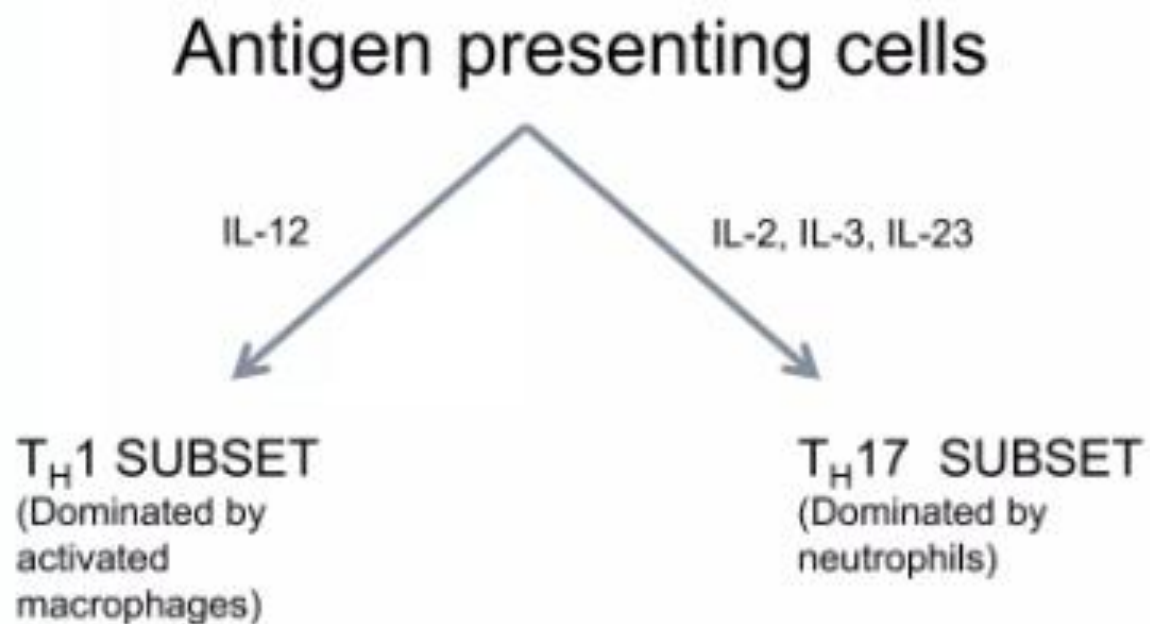 Antigen presenting cells
IL-12
IL-2, IL-3, IL-23
TH1 SUBSET
(Dominated by
activated
macrophages)
TH17 SUBSET
(Dominated by
neutrophils)